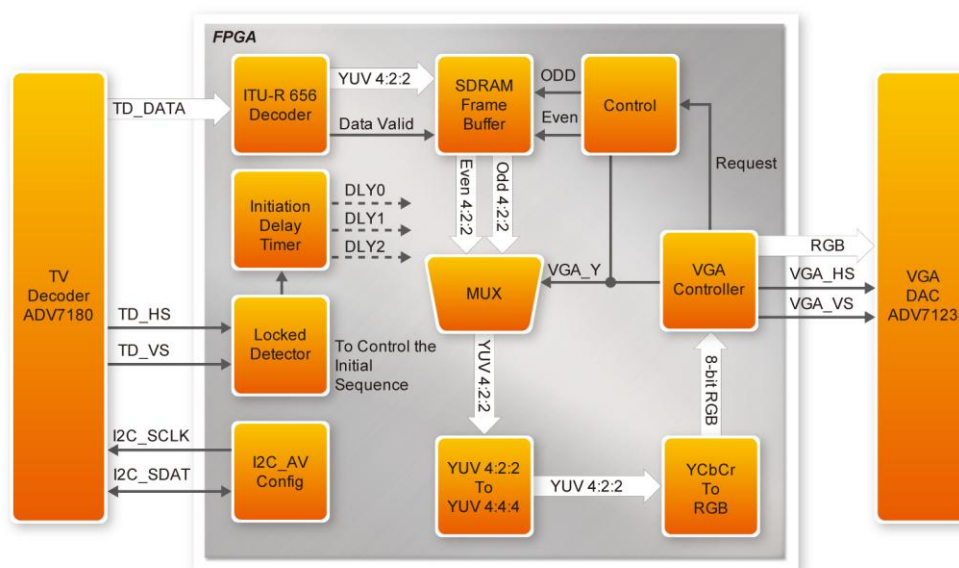 FPGA
TD_DATA
ITU-R 656
Decoder
YUV 4:2:2
Data Valid
SDRAM
Frame
Buffer
ODD
Even
Control
Request
Initiation
Delay
Timer
DLY0
DLY1
DLY2
Even 4:2:2
Odd 4:2:2
TV
Decoder
ADV7180
TD_HS
TD_VS
Locked
Detector
To Control the
Initial
Sequence
MUX
VGA_Y
VGA
Controller
RGB
VGA_HS
VGA_VS
VGA
DAC
ADV7123
YUV 4:2:2
8-bit RGB
I2C_SCLK
I2C_SDAT
I2C_AV
Config
YUV 4:2:2
To
YUV 4:4:4
YUV 4:2:2
YCbCr
To
RGB